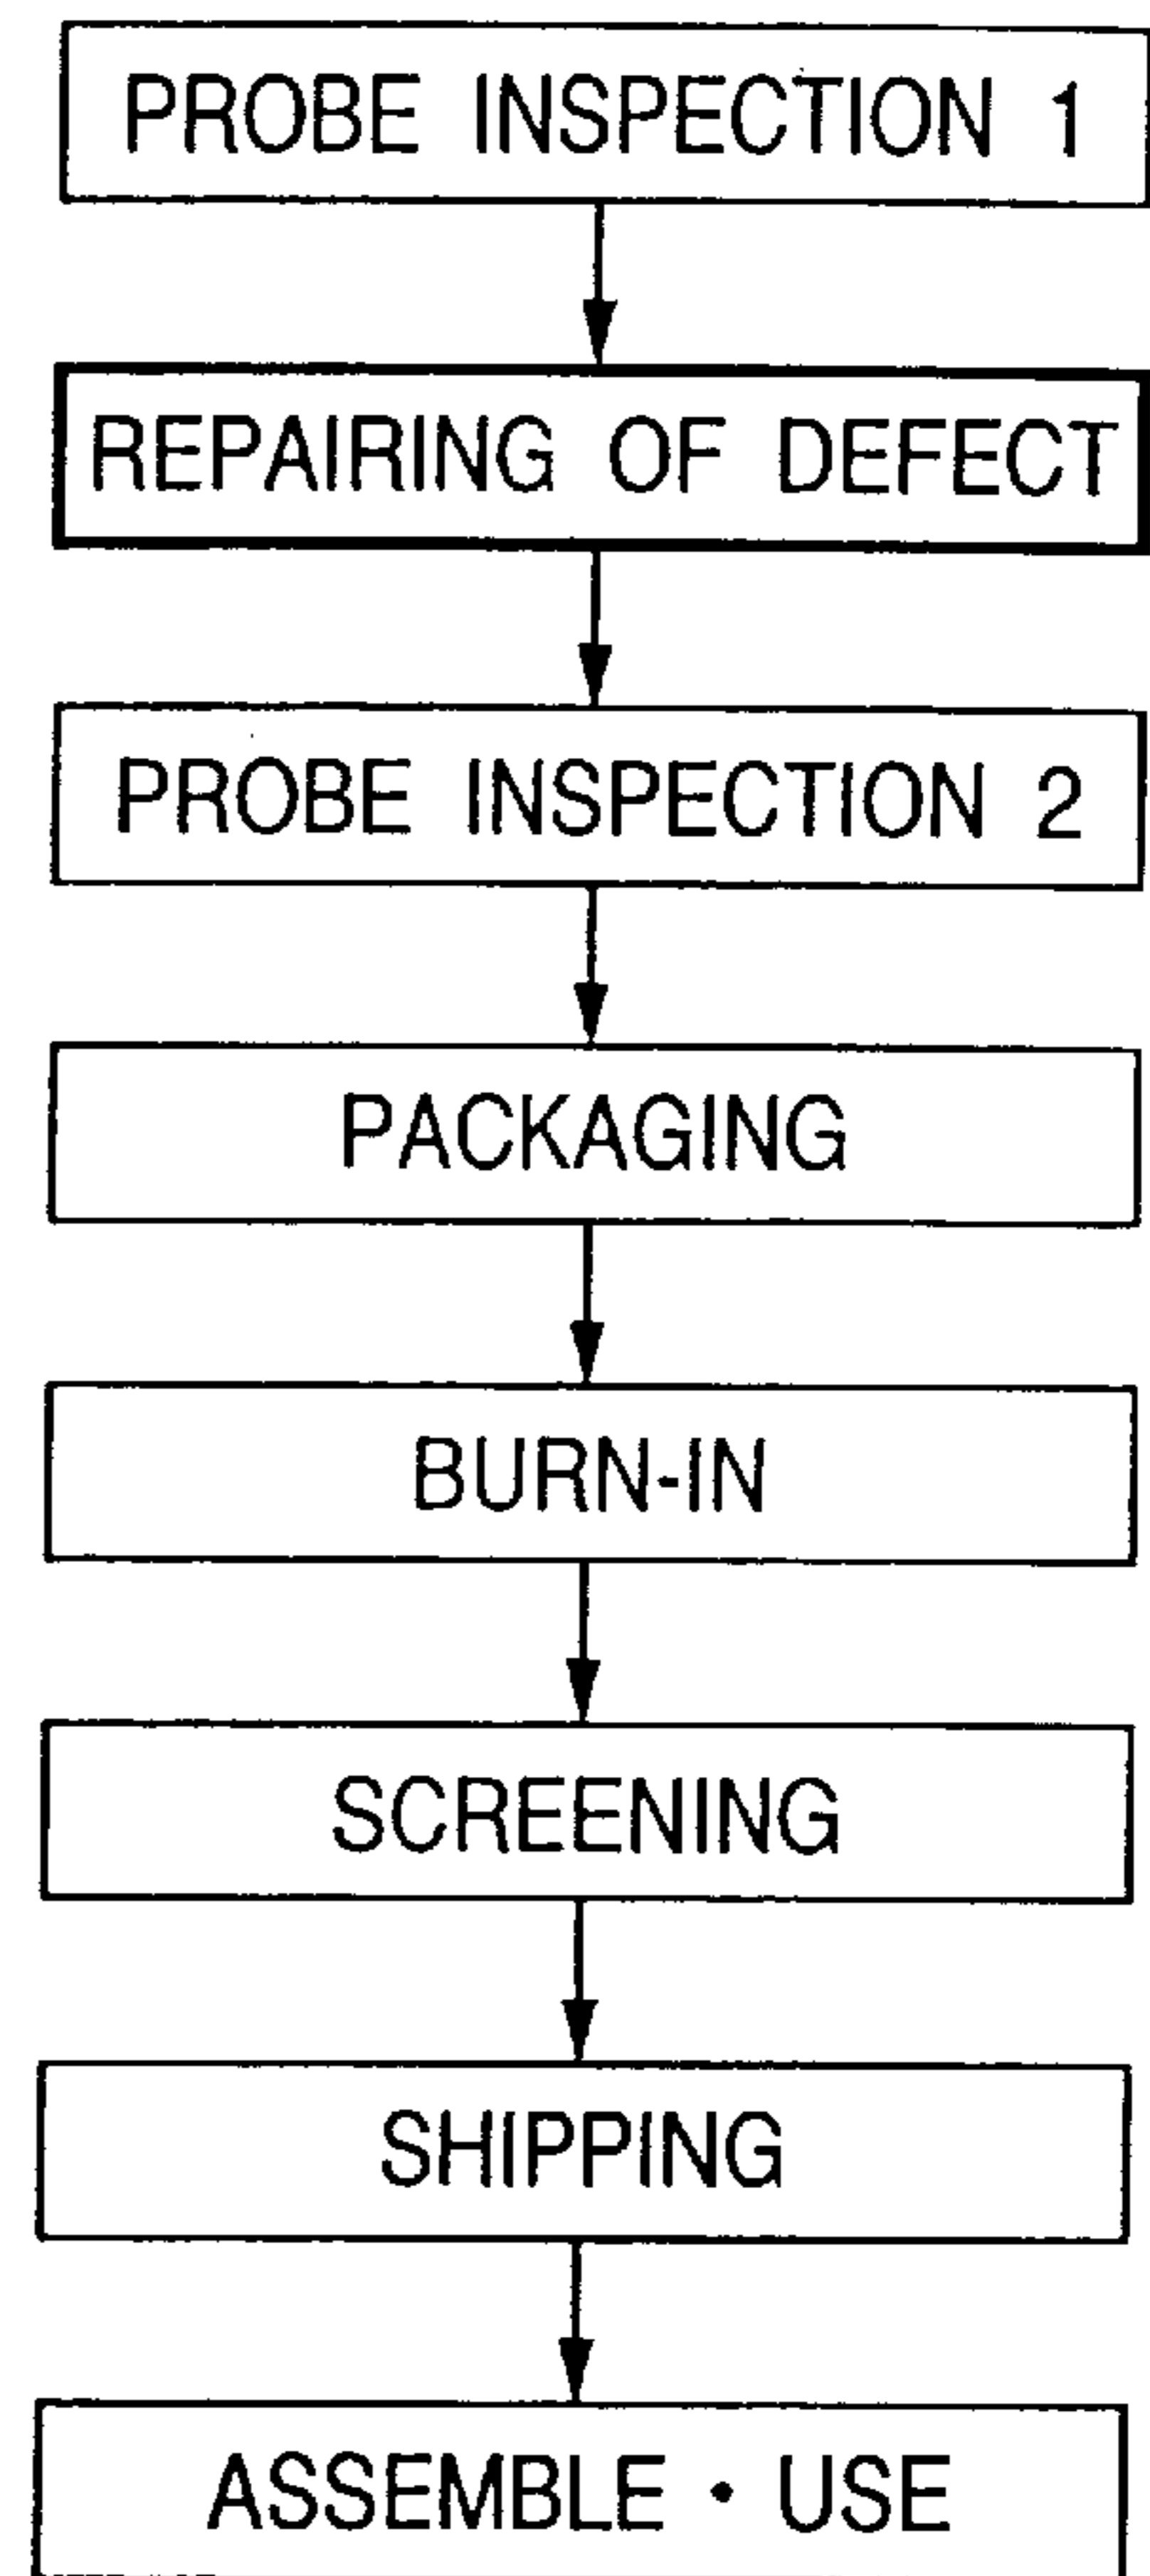 PROBE INSPECTION 1
REPAIRING OF DEFECT
PROBE INSPECTION 2
PACKAGING
BURN-IN
SCREENING
SHIPPING
ASSEMBLE • USE